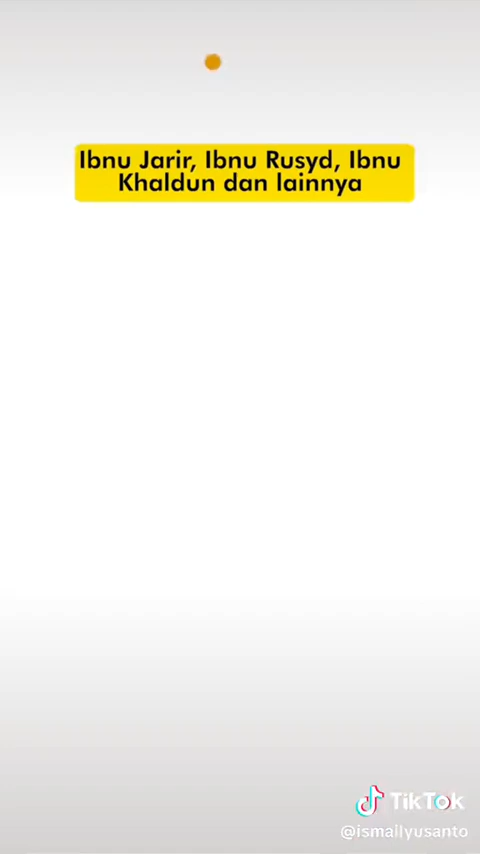 Ibnu Jarir, Ibnu Rusyd, Ibnu
Khaldun dan lainnya
TikTok
@ismailyusanto